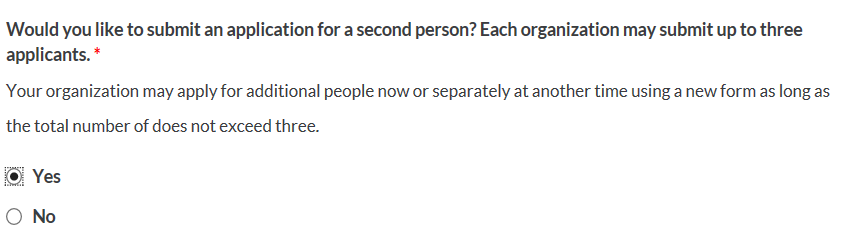 Would you like to submit an application for a second person? Each organization may submit up to three
applicants. *
Your organization may apply for additional people now or separately at another time using a new form as long as
the total number of does not exceed three.
Yes
No